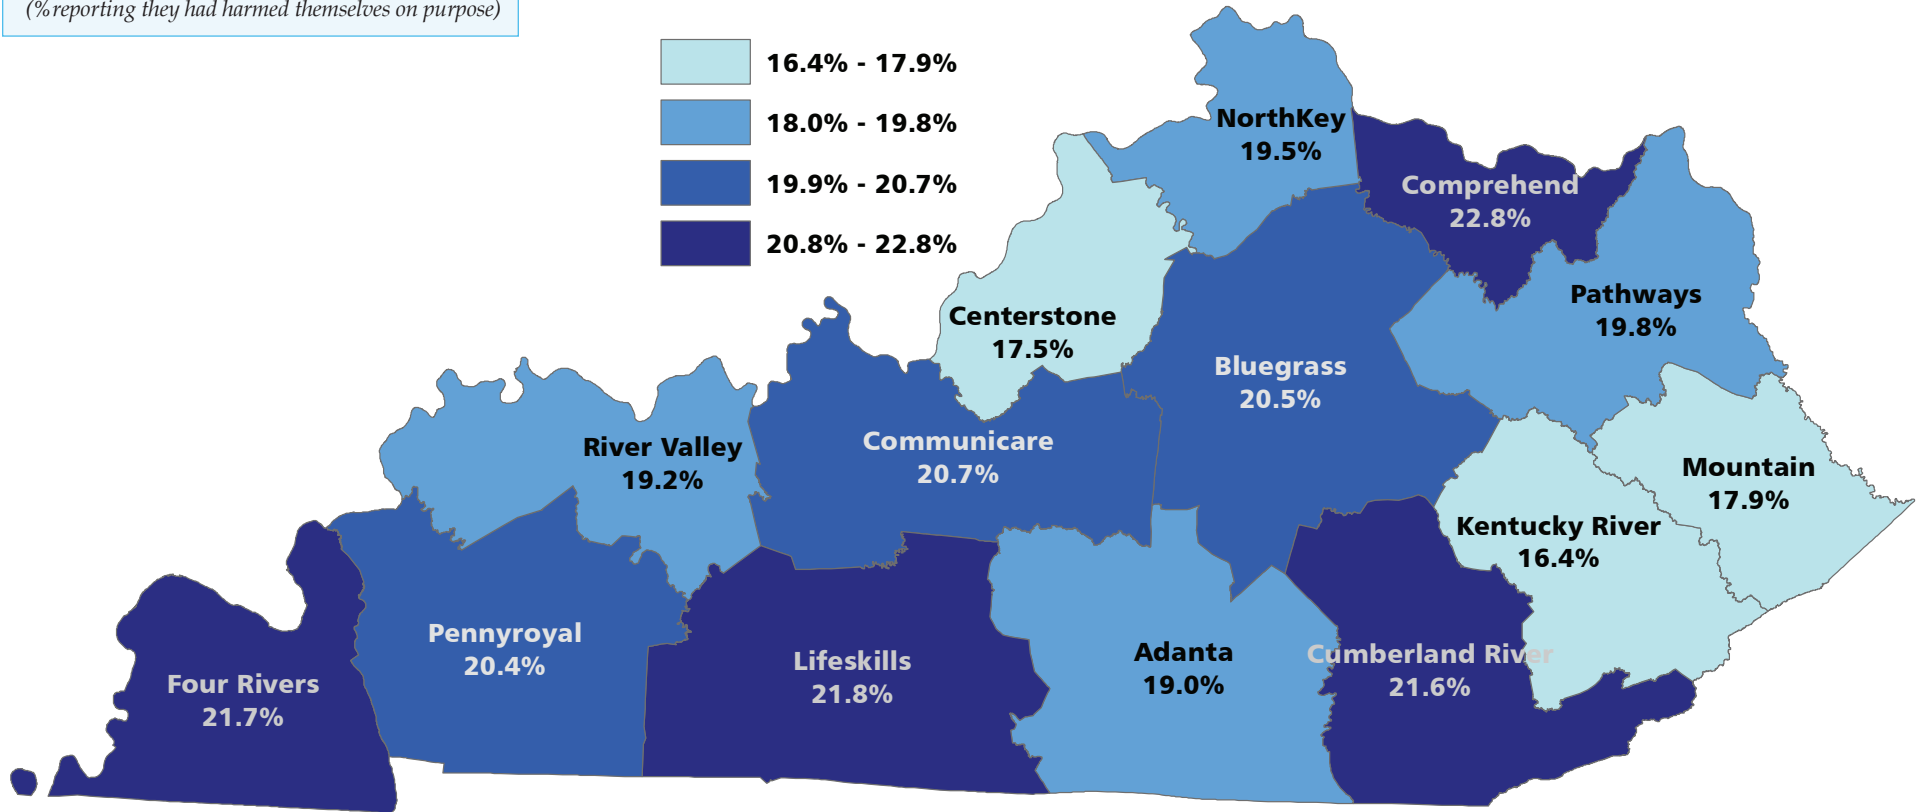 (% reporting they had harmed themselves on purpose)
16.4% - 17.9%
18.0% - 19.8%
19.9% - 20.7%
20.8% - 22.8%
NorthKey
19.5%
Comprehend
22.8%
Pathways
19.8%
Centerstone
17.5%
Bluegrass
20.5%
Communicare
20.7%
River Valley
19.2%
Mountain
17.9%
Kentucky River
16.4%
Pennyroyal
20.4%
Four Rivers
21.7%
Lifeskills
21.8%
Adanta
19.0%
Cumberland River
21.6%